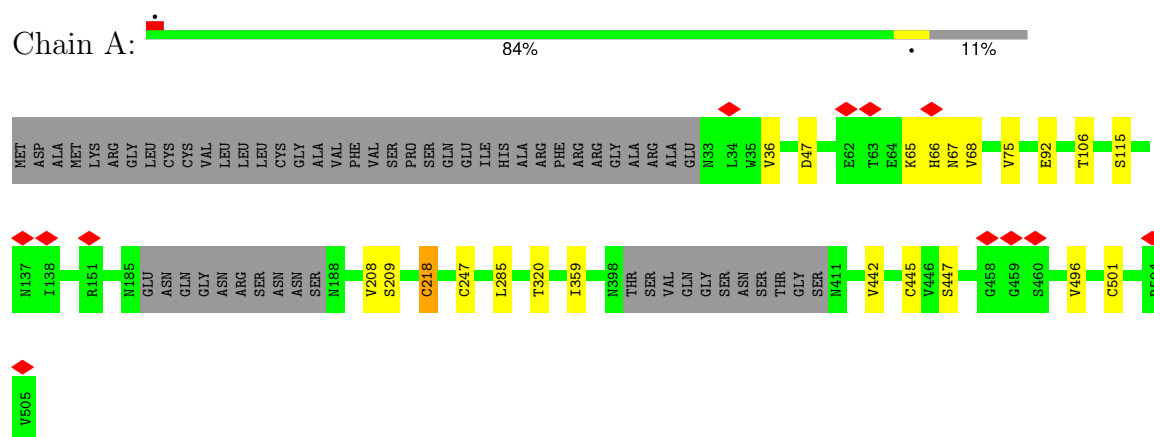 Chain A: 84% • 11%
MET ASP ALA MET LYS ARG GLY LEU CYS CYS VAL LEU LEU LEU CYS GLY ALA VAL PHE VAL SER PRO SER GLN GLU ILE HIS ALA ARG PHE ARG ARG GLY ALA ARG ALA GLU N33 L34 W35 V36 D47 E62 T63 E64 K65 H66 N67 V68 V75 E92 T106 S115
N137 I138 R151 N185 GLU ASN GLN GLY ASN ARG SER ASN ASN SER N188 V208 S209 C218 C247 L285 T320 I359 N398 THR SER VAL GLN GLY SER ASN SER THR GLY SER N411 V442 C445 V446 S447 G458 G459 S460 V496 C501
V505